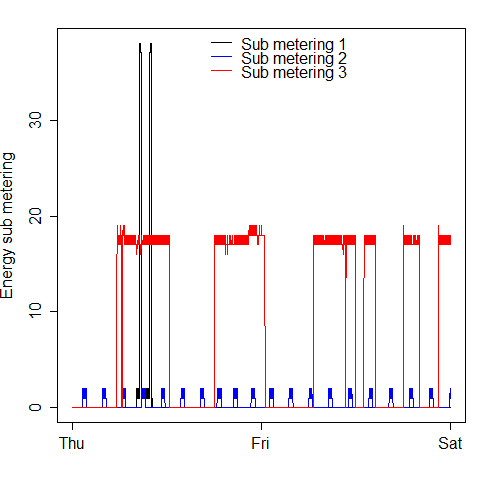 Sub metering 1
Sub metering 2
Sub metering 3
Energy sub metering
30
20
10
0
Thu
Fri
Sat